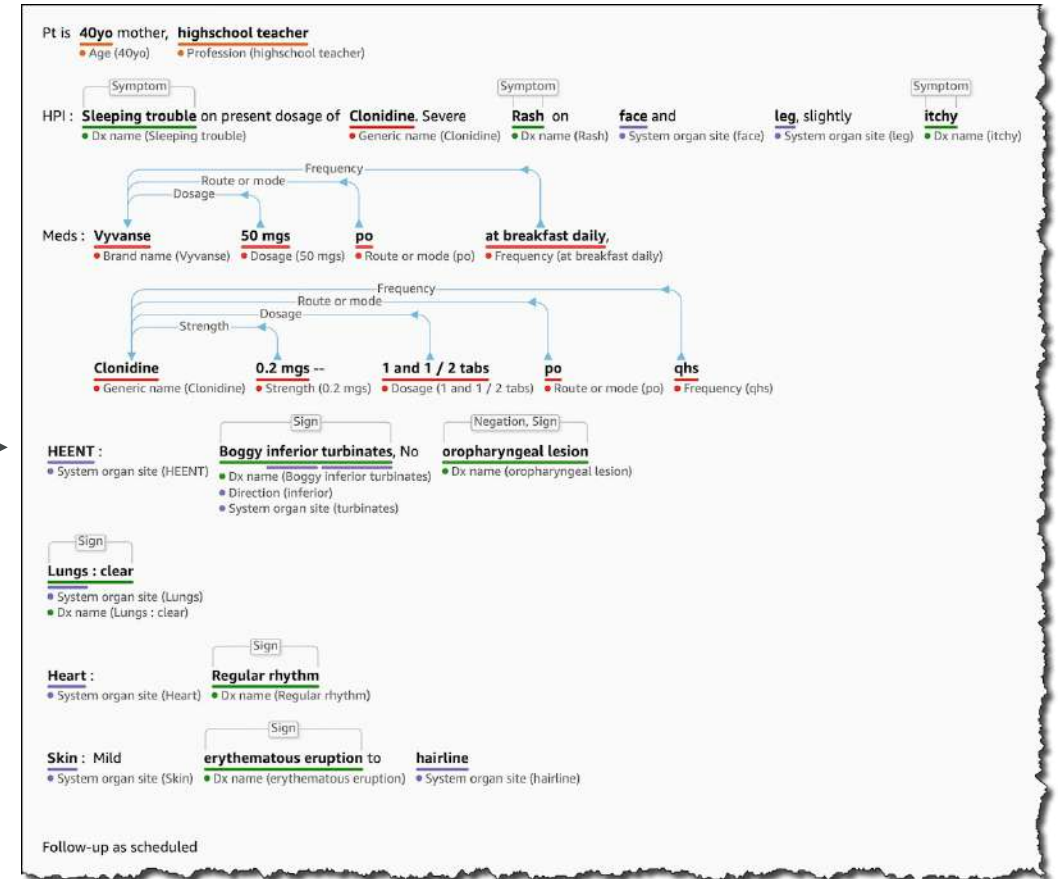 Pt is 40yo mother, highschool teacher
• Age (40yo) • Profession (highschool teacher)
Symptom Symptom Symptom
HPI : Sleeping trouble on present dosage of Clonidine. Severe Rash on face and leg, slightly itchy
• Dx name (Sleeping trouble) • Generic name (Clonidine) • Dx name (Rash) • System organ site (face) • System organ site (leg) • Dx name (itchy)
Frequency
Route or mode
Dosage
Meds : Vyvanse 50 mgs po at breakfast daily,
• Brand name (Vyvanse) • Dosage (50 mgs) • Route or mode (po) • Frequency (at breakfast daily)
Frequency
Route or mode
Dosage
Strength
Clonidine 0.2 mgs -- 1 and 1 / 2 tabs po qhs
• Generic name (Clonidine) • Strength (0.2 mgs) • Dosage (1 and 1 / 2 tabs) • Route or mode (po) • Frequency (qhs)
Sign Negation, Sign
HEENT : Boggy inferior turbinates, No oropharyngeal lesion
• System organ site (HEENT) • Dx name (Boggy inferior turbinates) • Dx name (oropharyngeal lesion)
• Direction (inferior)
• System organ site (turbinates)
Sign
Lungs : clear
• System organ site (Lungs)
• Dx name (Lungs : clear)
Sign
Heart : Regular rhythm
• System organ site (Heart) • Dx name (Regular rhythm)
Sign
Skin : Mild erythematous eruption to hairline
• System organ site (Skin) • Dx name (erythematous eruption) • System organ site (hairline)
Follow-up as scheduled